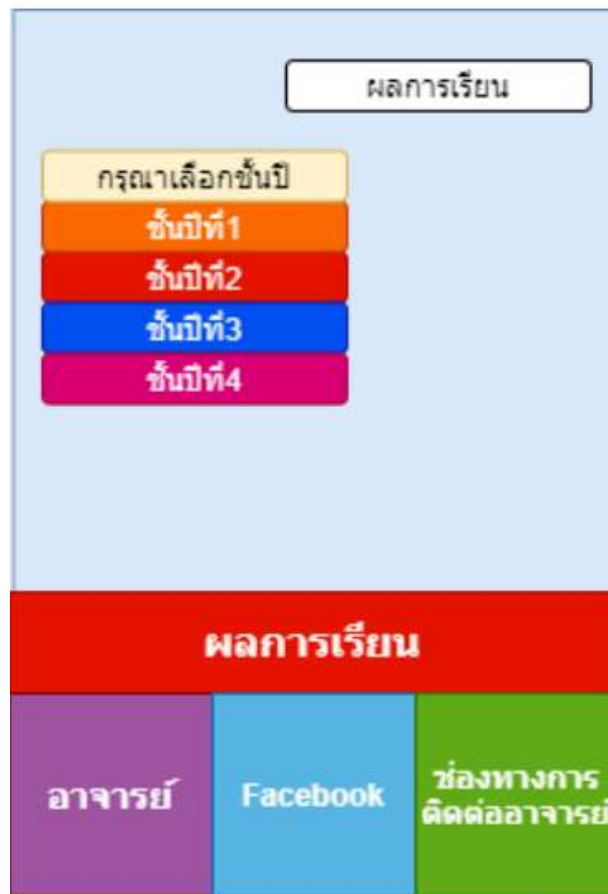 ผลการเรียน
กรุณาเลือกชั้นปี
ชั้นปีที่1
ชั้นปีที่2
ชั้นปีที่3
ชั้นปีที่4
ผลการเรียน
อาจารย์
Facebook
ช่องทางการ
ติดต่ออาจารย์